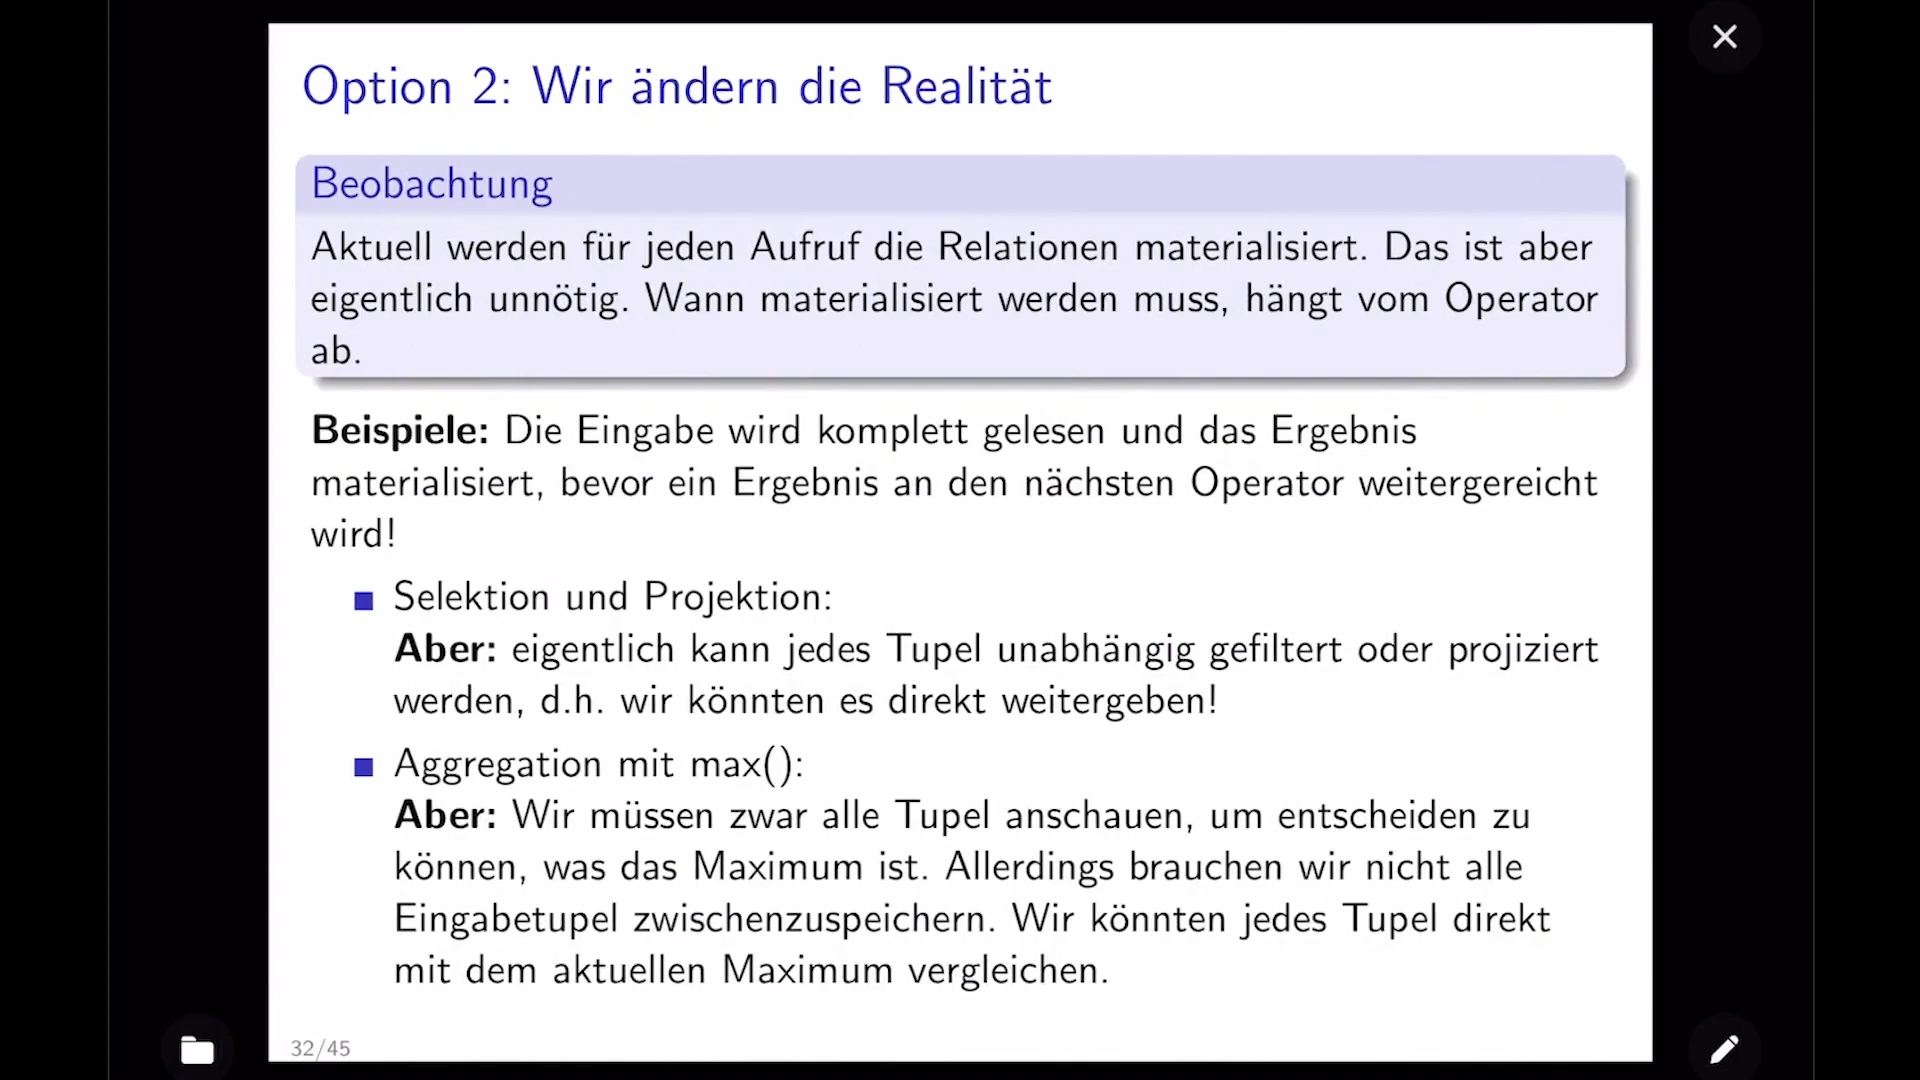 Option 2: Wir ändern die Realität
Beobachtung
Aktuell werden für jeden Aufruf die Relationen materialisiert. Das ist aber
eigentlich unnötig. Wann materialisiert werden muss, hängt vom Operator
ab.
Beispiele: Die Eingabe wird komplett gelesen und das Ergebnis
materialisiert, bevor ein Ergebnis an den nächsten Operator weitergereicht
wird!
Selektion und Projektion:
Aber: eigentlich kann jedes Tupel unabhängig gefiltert oder projiziert
werden, d.h. wir könnten es direkt weitergeben!
Aggregation mit max():
Aber: Wir müssen zwar alle Tupel anschauen, um entscheiden zu
können, was das Maximum ist. Allerdings brauchen wir nicht alle
Eingabetupel zwischenzuspeichern. Wir könnten jedes Tupel direkt
mit dem aktuellen Maximum vergleichen.
32/45